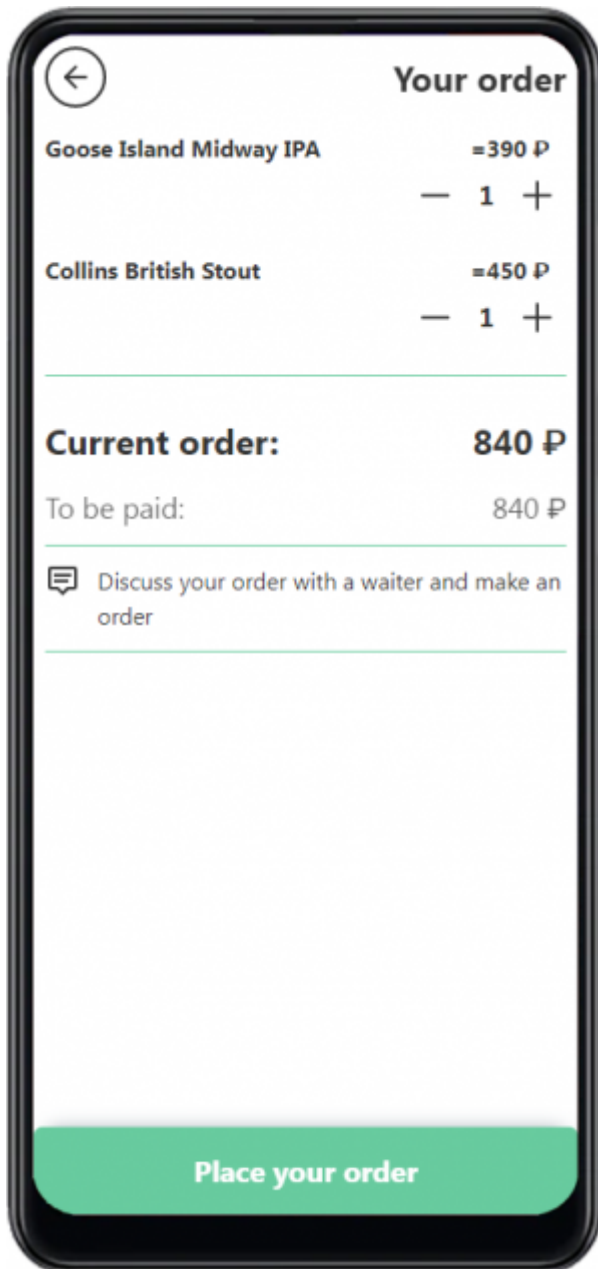 Your order
Goose Island Midway IPA =390 ₽
1
Collins British Stout =450 ₽
1
Current order: 840 ₽
To be paid: 840 ₽
Discuss your order with a waiter and make an
order
Place your order